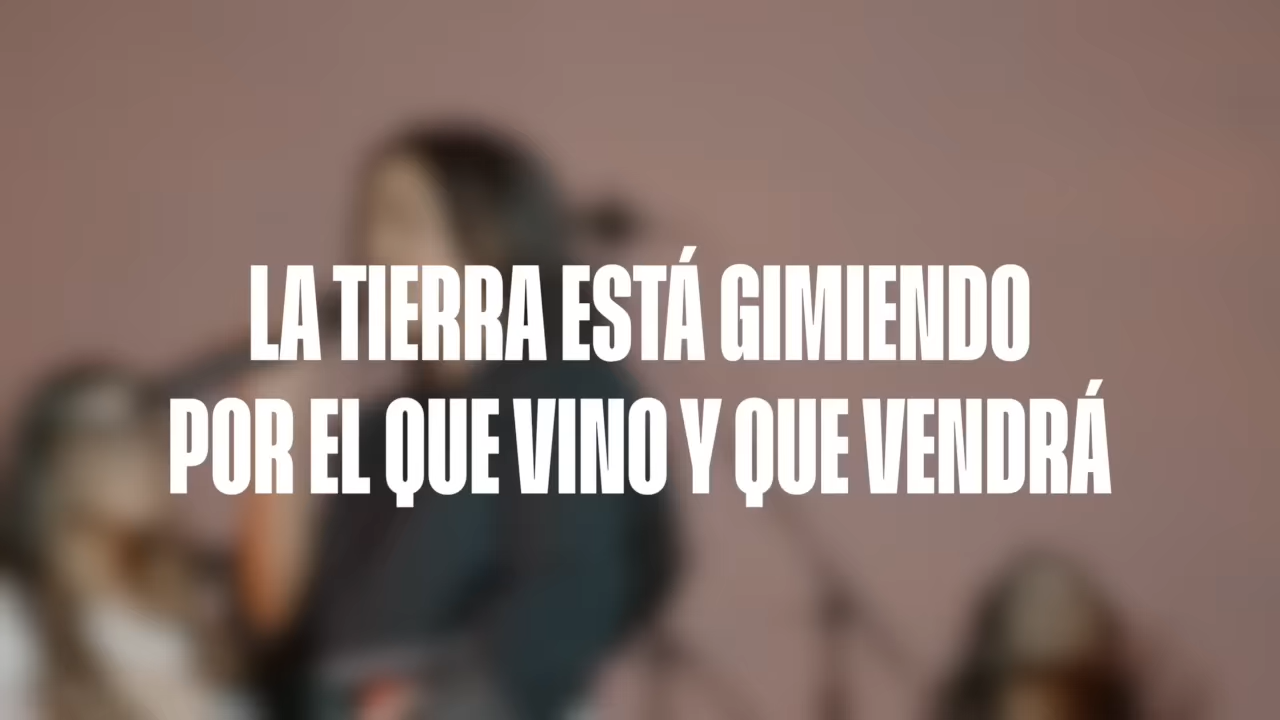 LA TIERRA ESTÁ GIMIENDO
POR EL QUE VINO Y QUE VENDRÁ